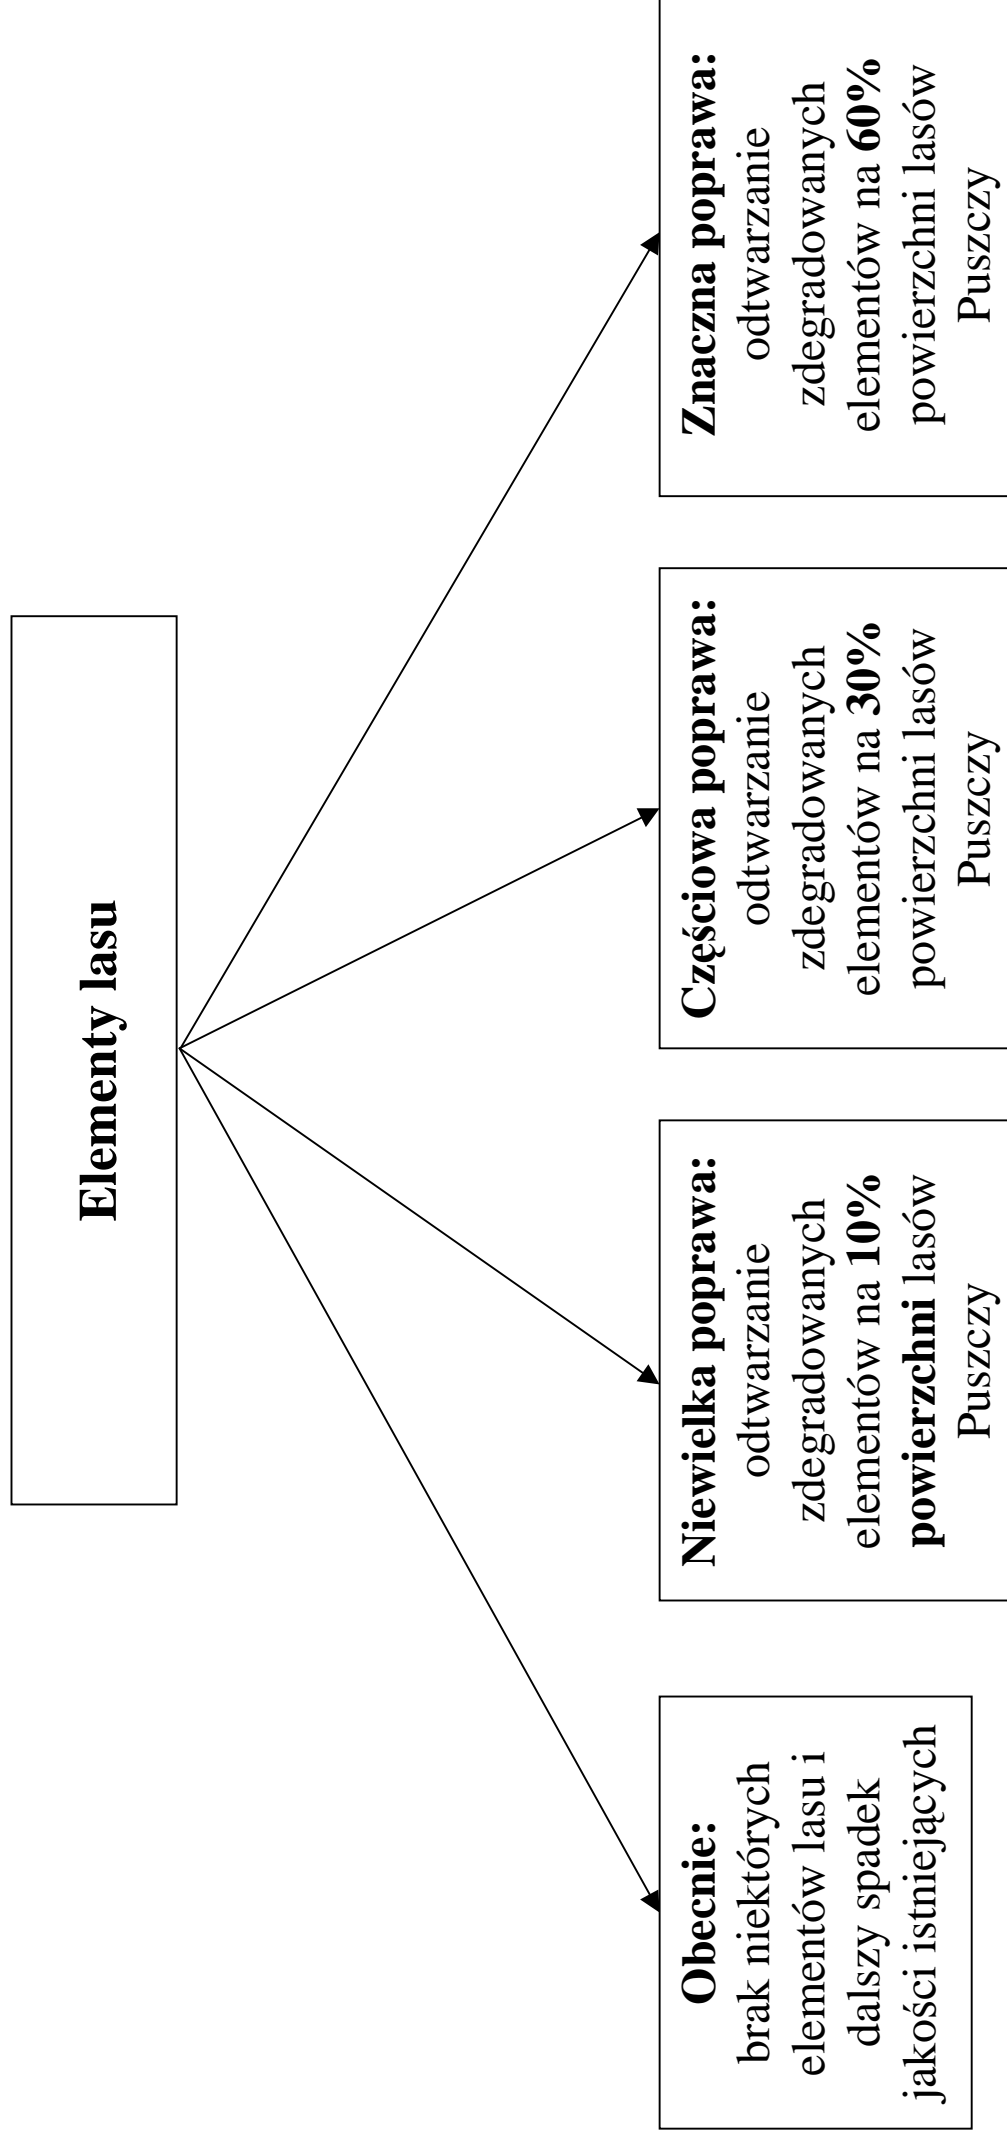 Elementy lasu
Obecnie:
brak niektórych
elementów lasu i
dalszy spadek
jakości istniejących
Niewielka poprawa:
odtwarzanie
zdegradowanych
elementów na 10%
powierzchni lasów
Puszczy
Częściowa poprawa:
odtwarzanie
zdegradowanych
elementów na 30%
powierzchni lasów
Puszczy
Znaczna poprawa:
odtwarzanie
zdegradowanych
elementów na 60%
powierzchni lasów
Puszczy